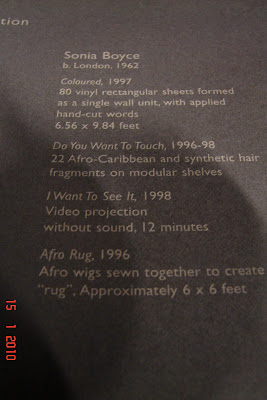 tion
Sonia Boyce
b. London, 1962
Coloured, 1997
80 vinyl rectangular sheets formed
as a single wall unit, with applied
hand-cut words
6.56 x 9.84 feet
Do You Want To Touch, 1996-98
22 Afro-Caribbean and synthetic hair
fragments on modular shelves
I Want To See It, 1998
Video projection
without sound, 12 minutes
Afro Rug, 1996
Afro wigs sewn together to create
"rug", Approximately 6 x 6 feet
15 1 2010